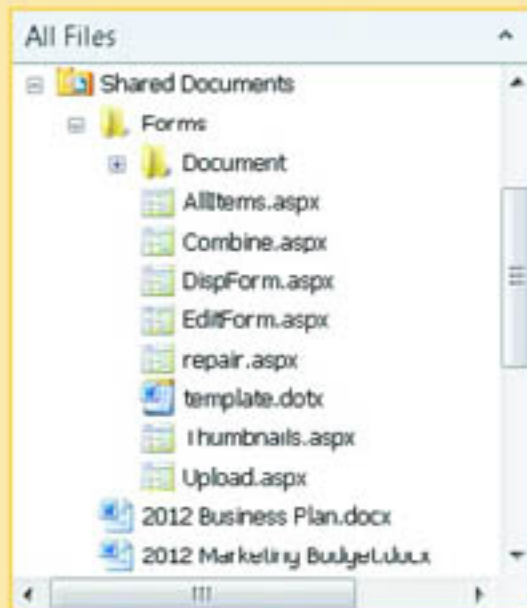 All Files
Shared Documents
Forms
Document
AllItems.aspx
Combine.aspx
DispForm.aspx
EditForm.aspx
repair.aspx
template.dotx
Thumbnails.aspx
Upload.aspx
2012 Business Plan.docx
2012 Marketing Budget.docx